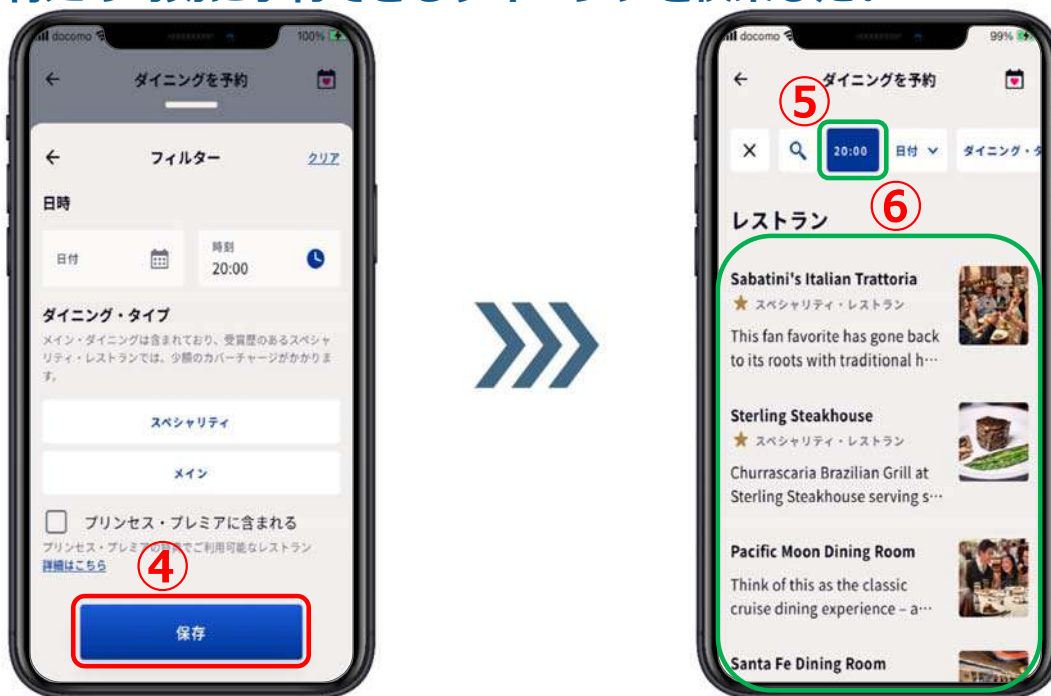 docomo 100%
← ダイニングを予約
← フィルター クリア
日時
日付 時刻
20:00
ダイニング・タイプ
メイン・ダイニングは含まれており、受賞歴のあるスペシャ
リティ・レストランでは、少額のカバーチャージがかかりま
す。
スペシャリティ
メイン
プリンセス・プレミアに含まれる
プリンセス・プレミアの特典でご利用可能なレストラン
詳細はこちら
④
保存
docomo 99%
← ダイニングを予約
⑤
20:00 日付 ダイニング・タ
⑥
レストラン
Sabatini's Italian Trattoria
★ スペシャリティ・レストラン
This fan favorite has gone back
to its roots with traditional h…
Sterling Steakhouse
★ スペシャリティ・レストラン
Churrascaria Brazilian Grill at
Sterling Steakhouse serving s…
Pacific Moon Dining Room
Think of this as the classic
cruise dining experience – a…
Santa Fe Dining Room